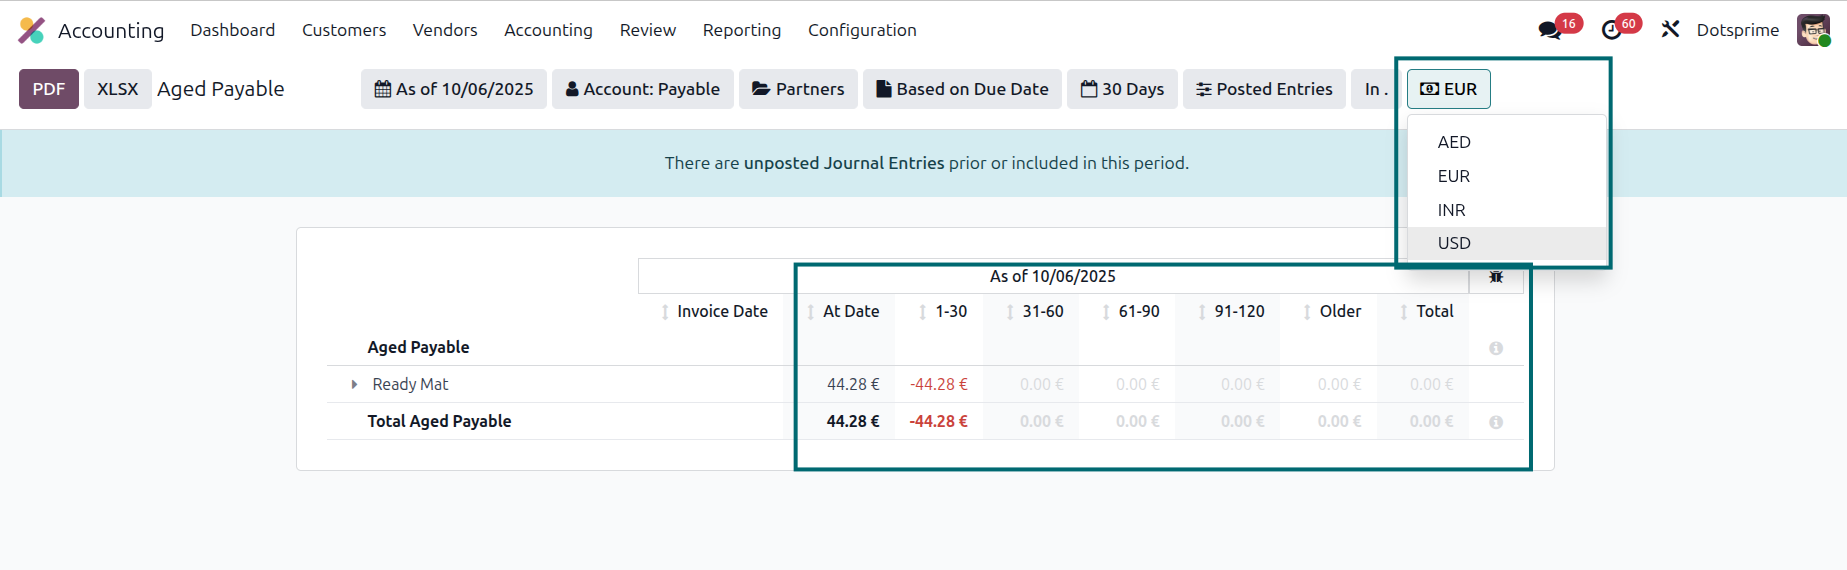 Accounting Dashboard Customers Vendors Accounting Review Reporting Configuration 16 60 Dotsprime
PDF XLSX Aged Payable As of 10/06/2025 Account: Payable Partners Based on Due Date 30 Days Posted Entries In . EUR
AED
There are unposted Journal Entries prior or included in this period.
EUR
INR
USD
As of 10/06/2025
Invoice Date At Date 1-30 31-60 61-90 91-120 Older Total
Aged Payable
Ready Mat 44.28 € -44.28 € 0.00 € 0.00 € 0.00 € 0.00 € 0.00 €
Total Aged Payable 44.28 € -44.28 € 0.00 € 0.00 € 0.00 € 0.00 € 0.00 €